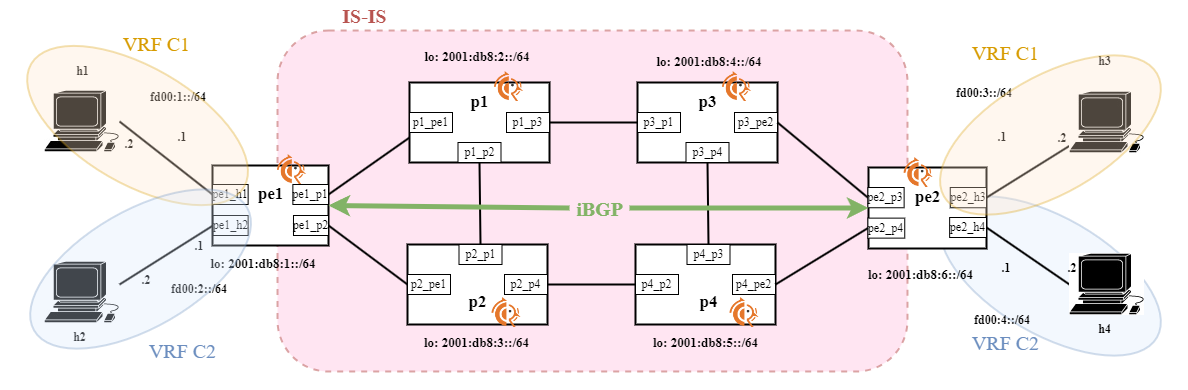 IS-IS
VRF C1
h1
fd00:1::/64
.1
.2
pe1_h1
pe1
pe1_p1
pe1_h2
pe1_p2
lo: 2001:db8:1::/64
.1
.2
fd00:2::/64
h2
VRF C2
lo: 2001:db8:2::/64
p1
p1_pe1
p1_p3
p1_p2
lo: 2001:db8:4::/64
p3
p3_p1
p3_pe2
p3_p4
iBGP
p2_p1
p2_pe1
p2_p4
p2
lo: 2001:db8:3::/64
p4_p3
p4_p2
p4_pe2
p4
lo: 2001:db8:5::/64
VRF C1
h3
fd00:3::/64
.1
.2
pe2
pe2_p3
pe2_h3
pe2_p4
pe2_h4
lo: 2001:db8:6::/64
.1
.2
fd00:4::/64
h4
VRF C2